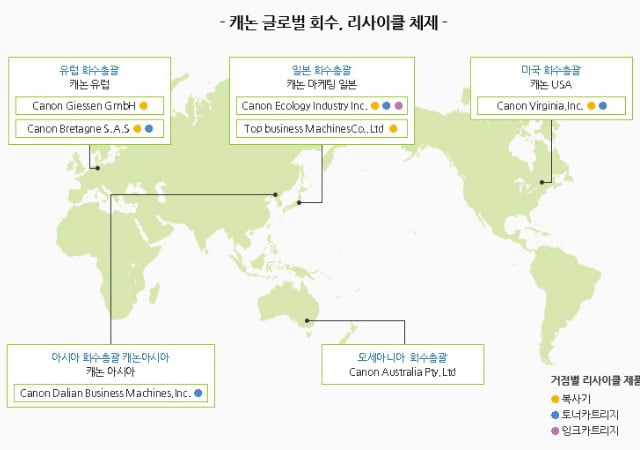 - 캐논 글로벌 회수, 리사이클 체제 -
유럽 회수총괄
캐논 유럽
Canon Giessen GmbH
Canon Bretagne S.A.S
일본 회수총괄
캐논 마케팅 일본
Canon Ecology Industry Inc.
Top business MachinesCo.,Ltd
미국 회수총괄
캐논 USA
Canon Virginia,Inc.
아시아 회수총괄 캐논아시아
캐논 아시아
Canon Dalian Business Machines,Inc.
오세아니아 회수총괄
Canon Australia Pty,Ltd
거점별 리사이클 제품
복사기
토너카트리지
잉크카트리지